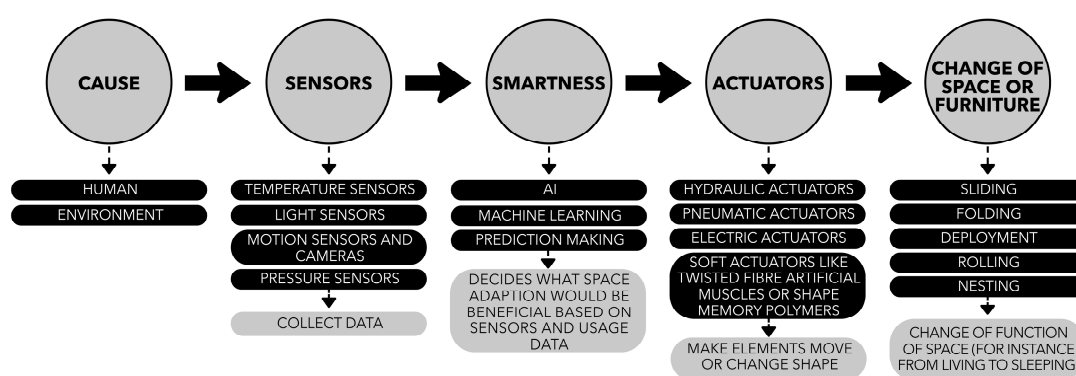 CAUSE
HUMAN
ENVIRONMENT
SENSORS
TEMPERATURE SENSORS
LIGHT SENSORS
MOTION SENSORS AND
CAMERAS
PRESSURE SENSORS
COLLECT DATA
SMARTNESS
AI
MACHINE LEARNING
PREDICTION MAKING
DECIDES WHAT SPACE
ADAPTION WOULD BE
BENEFICIAL BASED ON
SENSORS AND USAGE
DATA
ACTUATORS
HYDRAULIC ACTUATORS
PNEUMATIC ACTUATORS
ELECTRIC ACTUATORS
SOFT ACTUATORS LIKE
TWISTED FIBRE ARTIFICIAL
MUSCLES OR SHAPE
MEMORY POLYMERS
MAKE ELEMENTS MOVE
OR CHANGE SHAPE
CHANGE OF
SPACE OR
FURNITURE
SLIDING
FOLDING
DEPLOYMENT
ROLLING
NESTING
CHANGE OF FUNCTION
OF SPACE (FOR INSTANCE
FROM LIVING TO SLEEPING